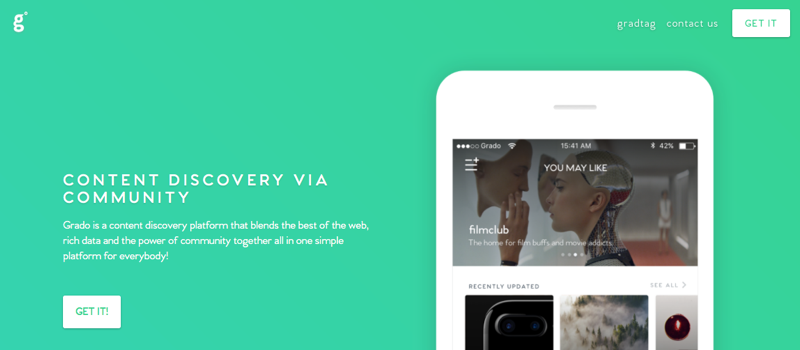 g°
gradtag contact us GET IT
CONTENT DISCOVERY VIA
COMMUNITY
Grado is a content discovery platform that blends the best of the web,
rich data and the power of community together all in one simple
platform for everybody!
GET IT!
Grado 15:41 AM 42%
YOU MAY LIKE
filmclub
The home for film buffs and movie addicts
RECENTLY UPDATED SEE ALL